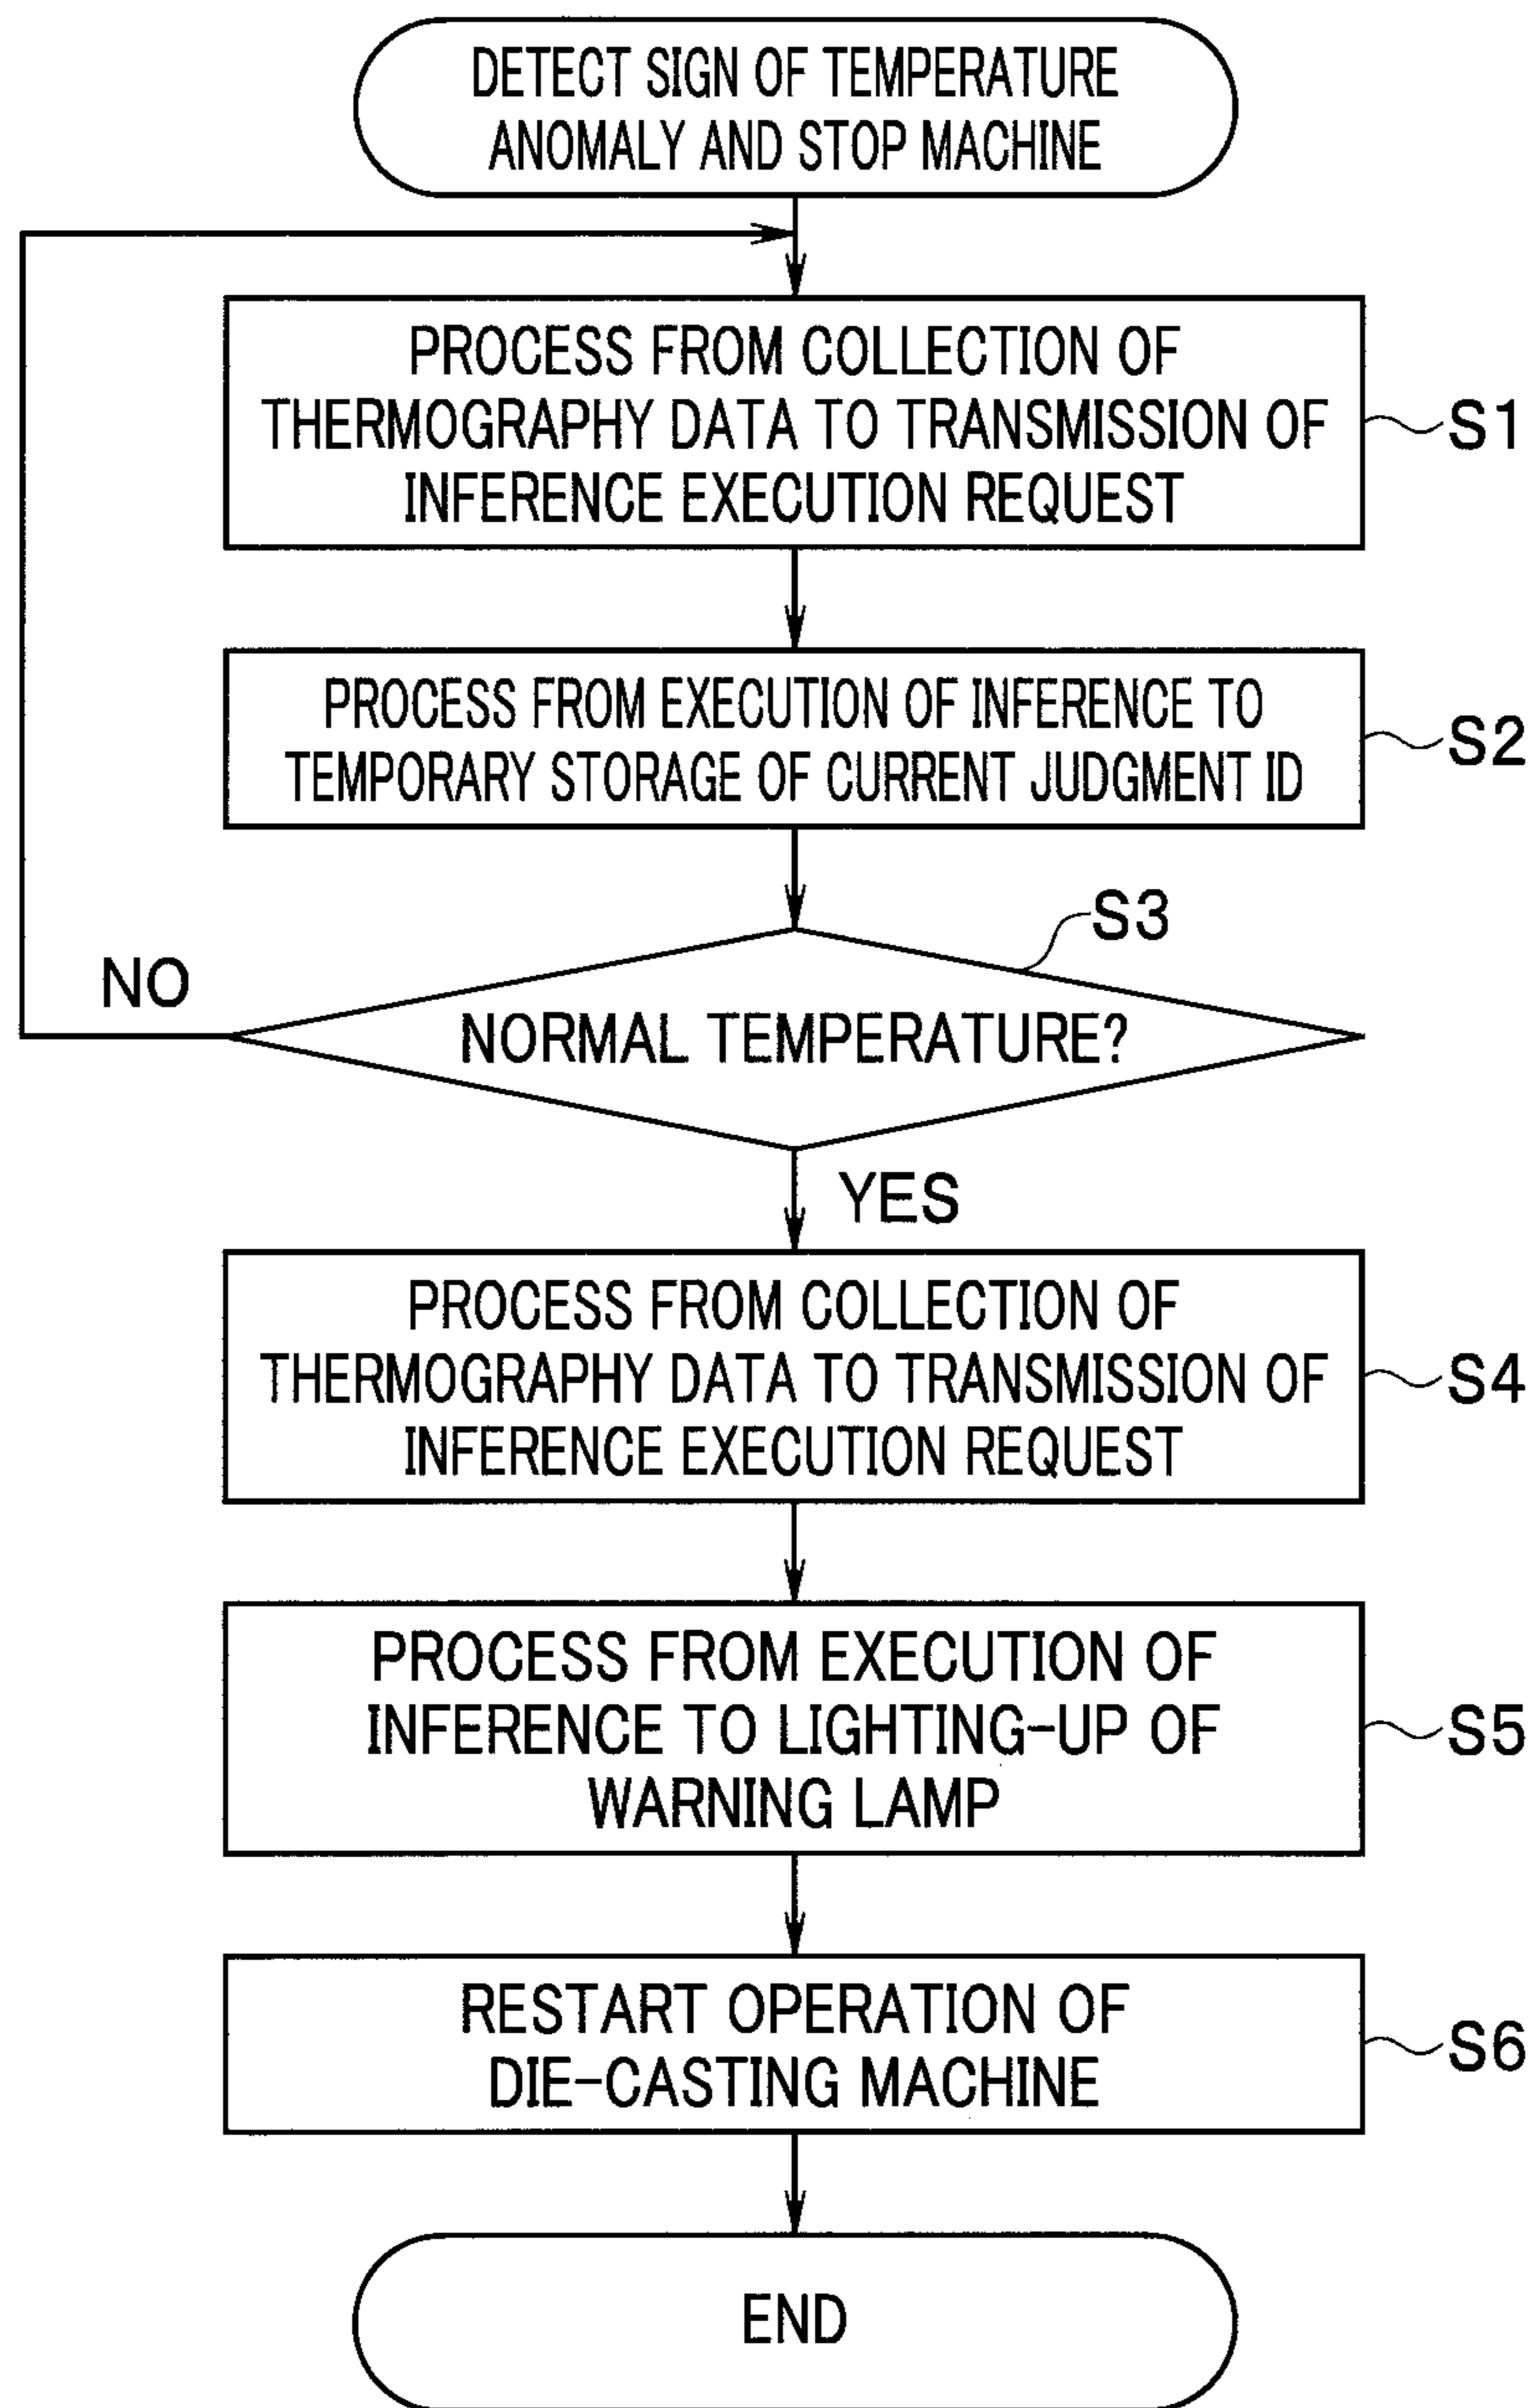 DETECT SIGN OF TEMPERATURE
ANOMALY AND STOP MACHINE
PROCESS FROM COLLECTION OF
THERMOGRAPHY DATA TO TRANSMISSION OF
INFERENCE EXECUTION REQUEST
S1
PROCESS FROM EXECUTION OF INFERENCE TO
TEMPORARY STORAGE OF CURRENT JUDGMENT ID
S2
S3
NO
NORMAL TEMPERATURE?
YES
PROCESS FROM COLLECTION OF
THERMOGRAPHY DATA TO TRANSMISSION OF
INFERENCE EXECUTION REQUEST
S4
PROCESS FROM EXECUTION OF
INFERENCE TO LIGHTING-UP OF
WARNING LAMP
S5
RESTART OPERATION OF
DIE-CASTING MACHINE
S6
END